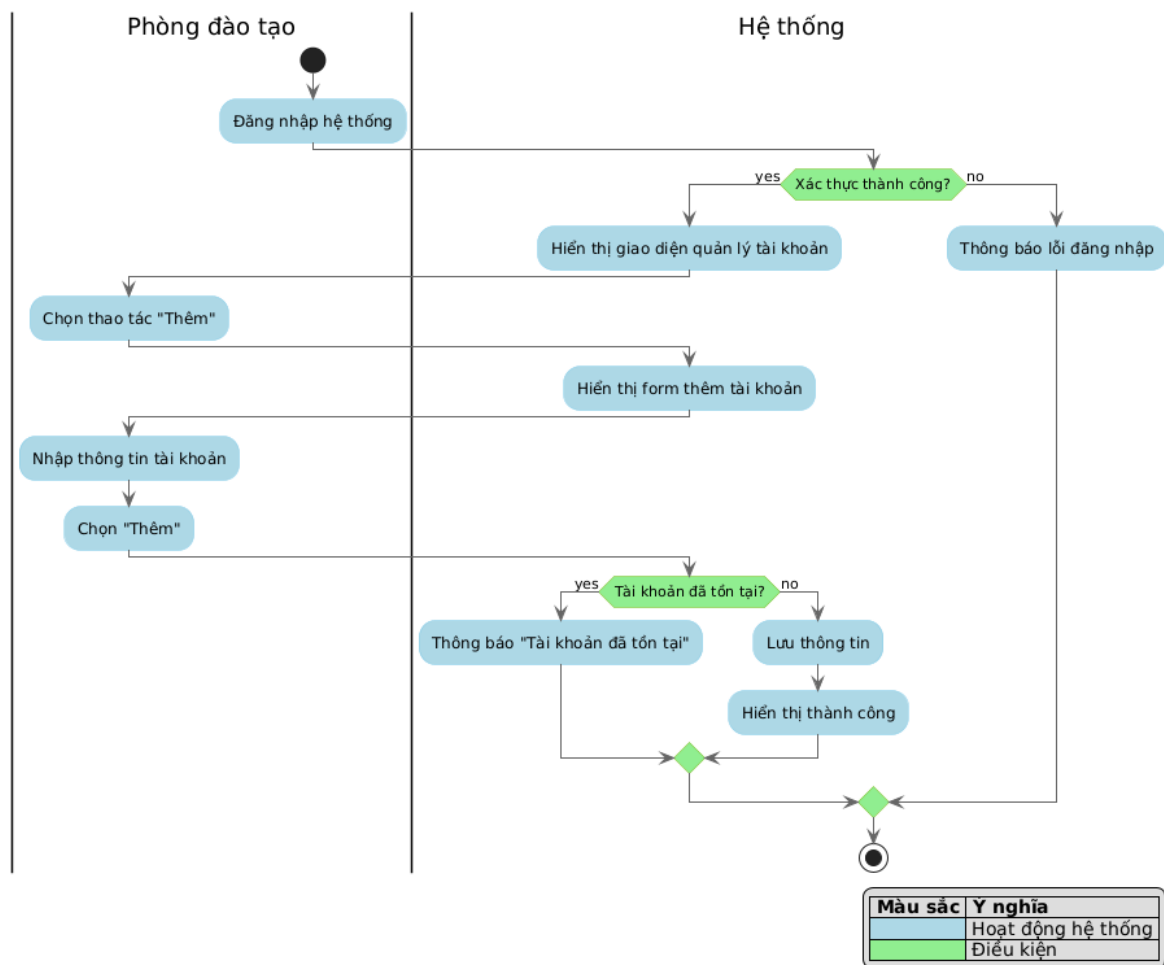 Phòng đào tạo
Hệ thống
Đăng nhập hệ thống
yes
Xác thực thành công?
no
Hiển thị giao diện quản lý tài khoản
Thông báo lỗi đăng nhập
Chọn thao tác "Thêm"
Hiển thị form thêm tài khoản
Nhập thông tin tài khoản
Chọn "Thêm"
yes
Tài khoản đã tồn tại?
no
Thông báo "Tài khoản đã tồn tại"
Lưu thông tin
Hiển thị thành công
Màu sắc Ý nghĩa
Hoạt động hệ thống
Điều kiện